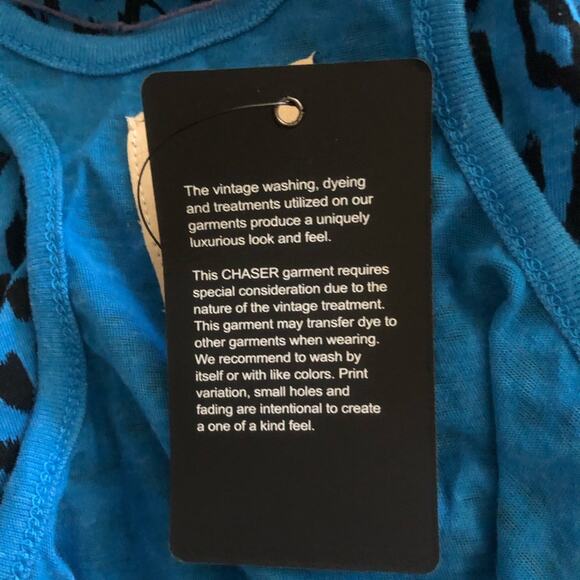 The vintage washing, dyeing
and treatments utilized on our
garments produce a uniquely
luxurious look and feel.
This CHASER garment requires
special consideration due to the
nature of the vintage treatment.
This garment may transfer dye to
other garments when wearing.
We recommend to wash by
itself or with like colors. Print
variation, small holes and
fading are intentional to create
a one of a kind feel.